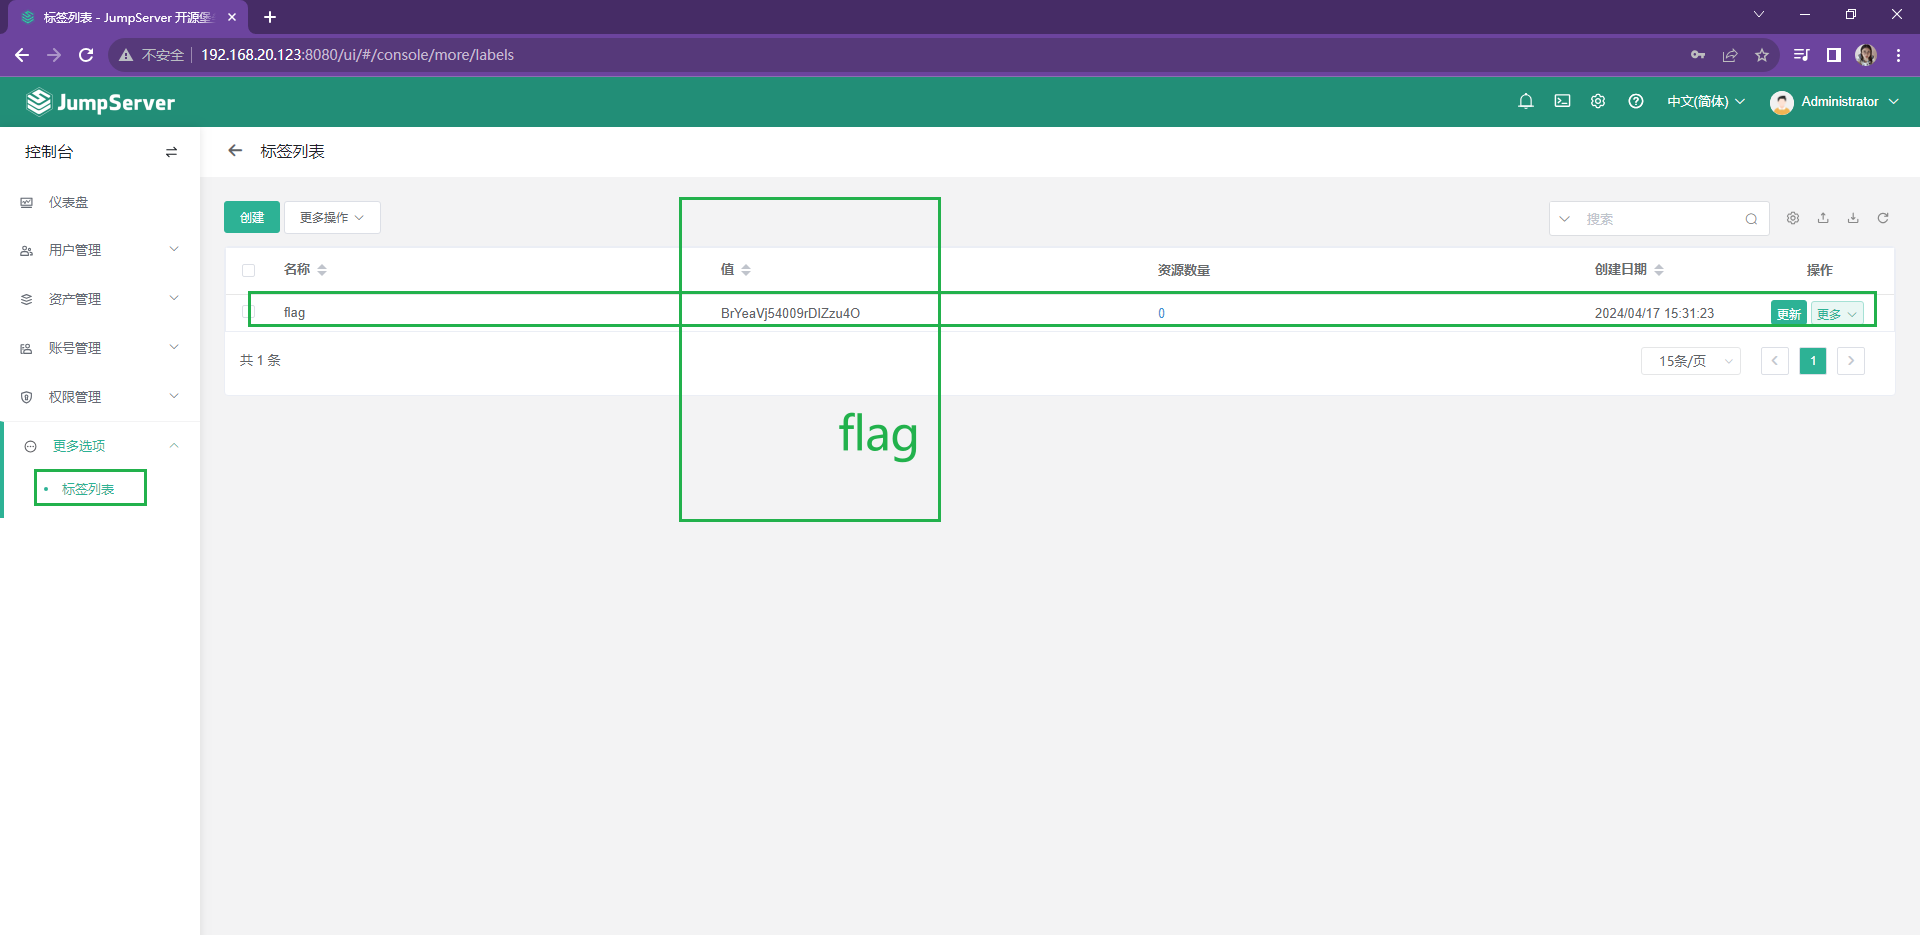 标签列表 - JumpServer 开源堡
不安全 192.168.20.123:8080/ui/#/console/more/labels
JumpServer
中文(简体) Administrator
控制台
标签列表
仪表盘
用户管理
资产管理
账号管理
权限管理
更多选项
标签列表
创建 更多操作 搜索
名称 值 资源数量 创建日期 操作
flag BrYeaVj54009rDIZzu4O 0 2024/04/17 15:31:23 更新 更多
共 1 条 15条/页 1
flag